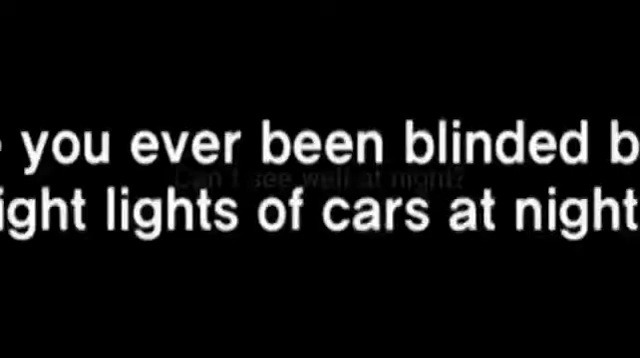 you ever been blinded b
Can I see well at night?
ight lights of cars at night